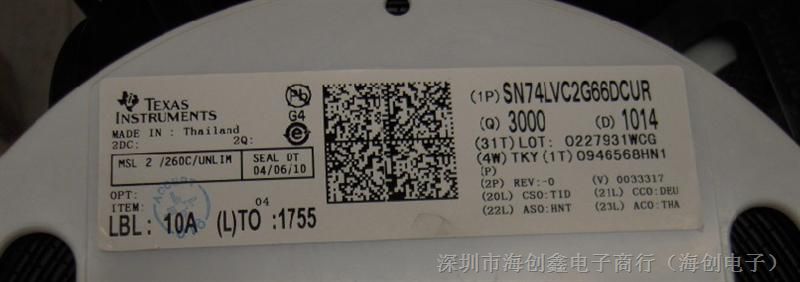 TEXAS
INSTRUMENTS
MADE IN: Thailand
2DC: 2Q:
G4
e3
MSL 2 /260C/UNLIM
SEAL DT
04/06/10
OPT:
ITEM:
04
LBL: 10A (L)TO :1755
(1P) SN74LVC2G66DCUR
(Q) 3000 (D) 1014
(31T) LOT: 0227931WCG
(4W) TKY (1T) 0946568HN1
(P)
(2P) REV:-0 (V) 0033317
(20L) CSO:TID (21L) CCO:DEU
(22L) ASO:HNT (23L) ACO:THA
深圳市海创鑫电子商行（海创电子）